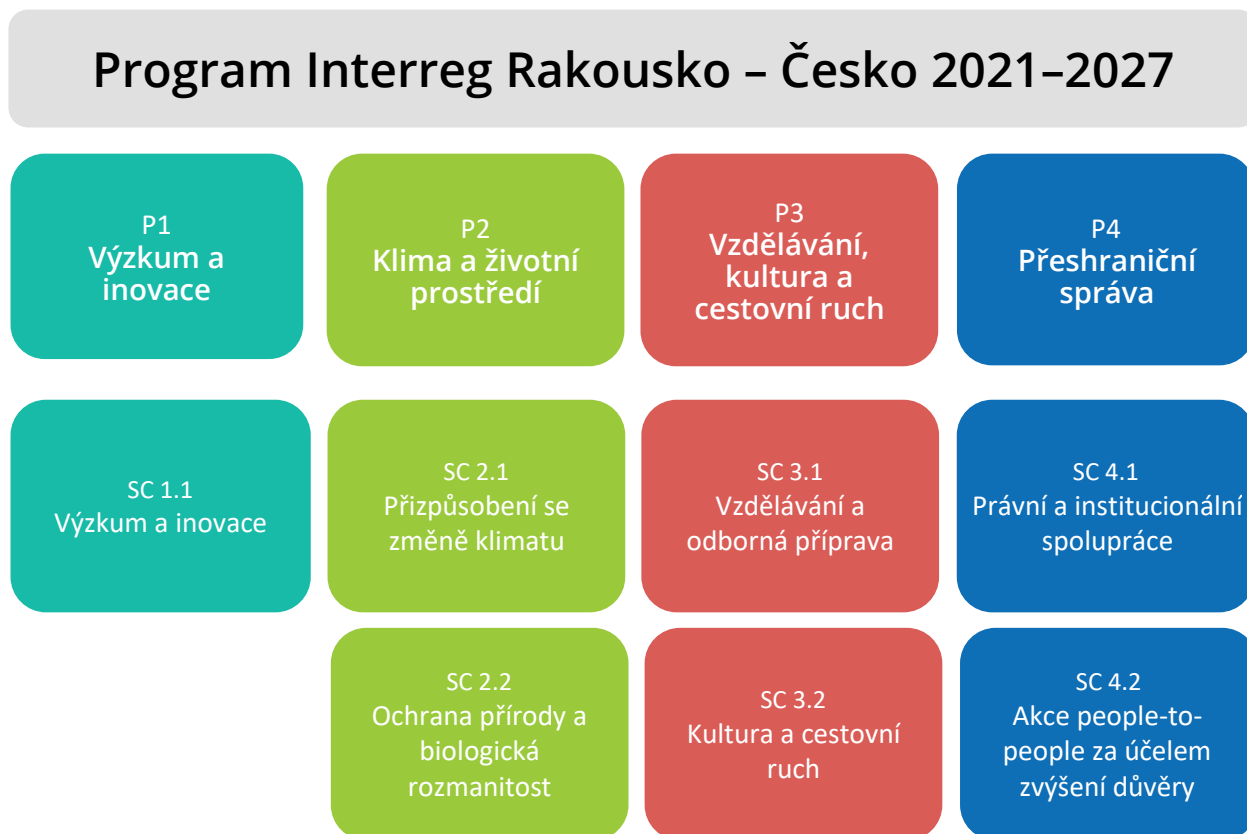 Program Interreg Rakousko – Česko 2021–2027
P1
Výzkum a
inovace
P2
Klima a životní
prostředí
P3
Vzdělávání,
kultura a
cestovní ruch
P4
Přeshraniční
správa
SC 1.1
Výzkum a inovace
SC 2.1
Přizpůsobení se
změně klimatu
SC 3.1
Vzdělávání a
odborná příprava
SC 4.1
Právní a institucionální
spolupráce
SC 2.2
Ochrana přírody a
biologická
rozmanitost
SC 3.2
Kultura a cestovní
ruch
SC 4.2
Akce people-to-
people za účelem
zvýšení důvěry